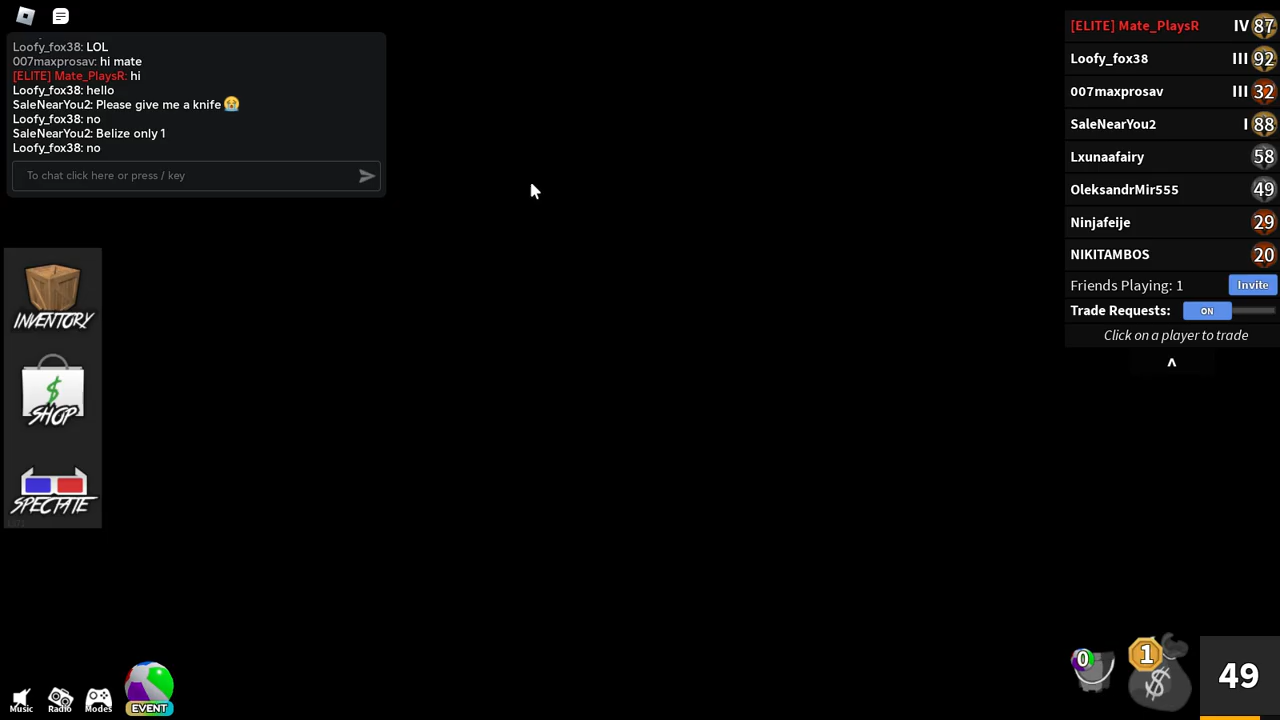 Loofy_fox38: LOL
007maxprosav: hi mate
[ELITE] Mate_PlaysR: hi
Loofy_fox38: hello
SaleNearYou2: Please give me a knife 😭
Loofy_fox38: no
SaleNearYou2: Belize only 1
Loofy_fox38: no
To chat click here or press / key
INVENTORY
$
SHOP
SPECTATE
Music
Radio
Modes
EVENT
[ELITE] Mate_PlaysR IV 87
Loofy_fox38 III 92
007maxprosav III 32
SaleNearYou2 I 88
Lxunaafairy 58
OleksandrMir555 49
Ninjafeije 29
NIKITAMBOS 20
Friends Playing: 1 Invite
Trade Requests: ON
Click on a player to trade
^
0
1
$
49